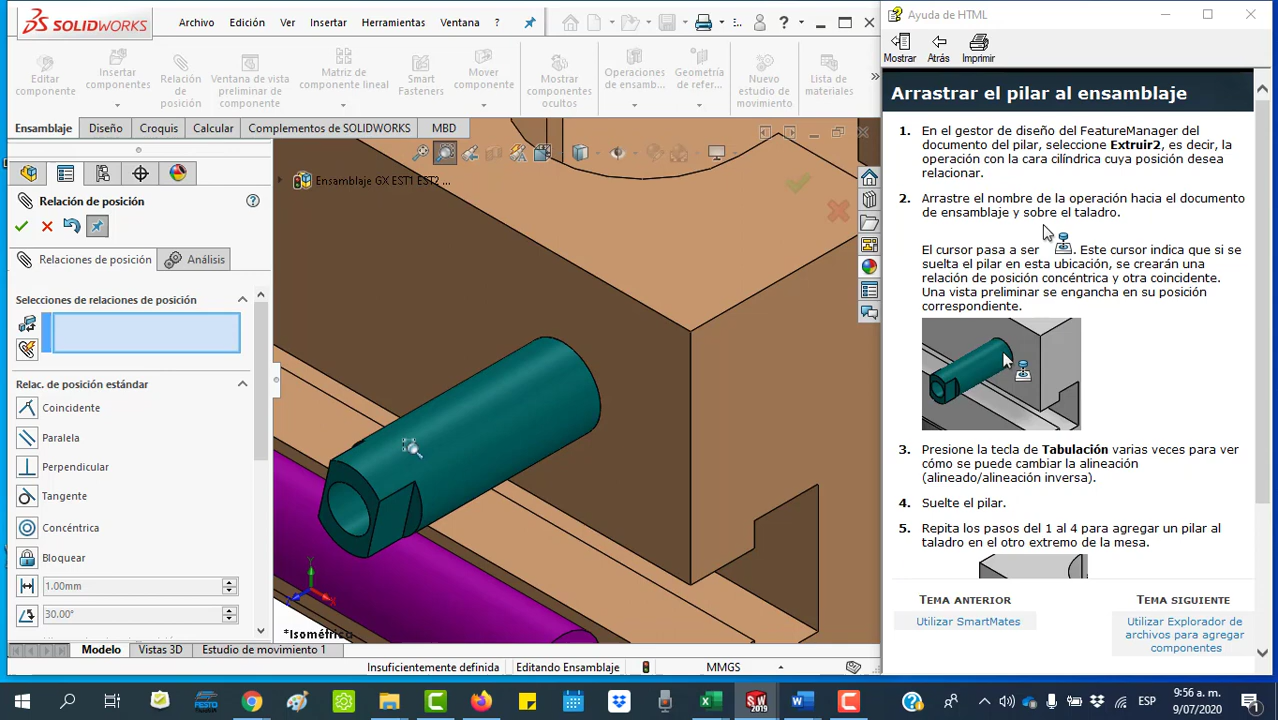 SOLIDWORKS
Archivo
Edición
Ver
Insertar
Herramientas
Ventana
?
?
Editar
componente
Insertar
componentes
Relación
de
posición
Ventana de vista
preliminar de
componente
Matriz de
componente lineal
Smart
Fasteners
Mover
componente
Mostrar
componentes
ocultos
Operaciones
de ensamb...
Geometría
de refer...
Nuevo
estudio de
movimiento
Lista de
materiales
»
Ensamblaje
Diseño
Croquis
Calcular
Complementos de SOLIDWORKS
MBD
Ensamblaje GX EST1 EST2 ...
Relación de posición
?
Relaciones de posición
Análisis
Selecciones de relaciones de posición
Relac. de posición estándar
Coincidente
Paralela
Perpendicular
Tangente
Concéntrica
Bloquear
1.00mm
30.00°
*Isométrica
Modelo
Vistas 3D
Estudio de movimiento 1
Insuficientemente definida
Editando Ensamblaje
MMGS
Ayuda de HTML
Mostrar
Atrás
Imprimir
Arrastrar el pilar al ensamblaje
1. En el gestor de diseño del FeatureManager del
documento del pilar, seleccione Extruir2, es decir, la
operación con la cara cilíndrica cuya posición desea
relacionar.
2. Arrastre el nombre de la operación hacia el documento
de ensamblaje y sobre el taladro.
El cursor pasa a ser . Este cursor indica que si se
suelta el pilar en esta ubicación, se crearán una
relación de posición concéntrica y otra coincidente.
Una vista preliminar se engancha en su posición
correspondiente.
3. Presione la tecla de Tabulación varias veces para ver
cómo se puede cambiar la alineación
(alineado/alineación inversa).
4. Suelte el pilar.
5. Repita los pasos del 1 al 4 para agregar un pilar al
taladro en el otro extremo de la mesa.
TEMA ANTERIOR
Utilizar SmartMates
TEMA SIGUIENTE
Utilizar Explorador de
archivos para agregar
componentes
FESTO
SW
2019
ESP
9:56 a. m.
9/07/2020